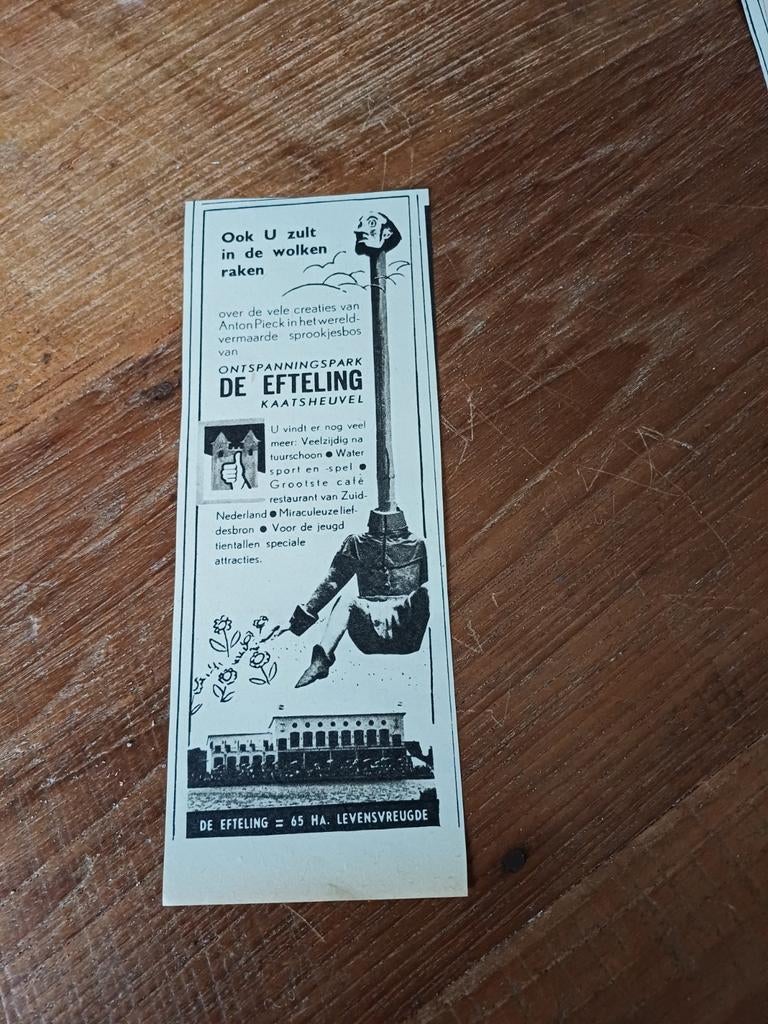 Ook U zult
in de wolken
raken
over de vele creaties van
Anton Pieck in het wereld-
vermaarde sprookjesbos
van
ONTSPANNINGSPARK
DE EFTELING
KAATSHEUVEL
U vindt er nog veel
meer: Veelzijdig na
tuurschoon ● Water
sport en -spel ●
Grootste café
restaurant van Zuid-
Nederland ● Miraculeuze lief-
desbron ● Voor de jeugd
tientallen speciale
attracties.
DE EFTELING = 65 HA. LEVENSVREUGDE